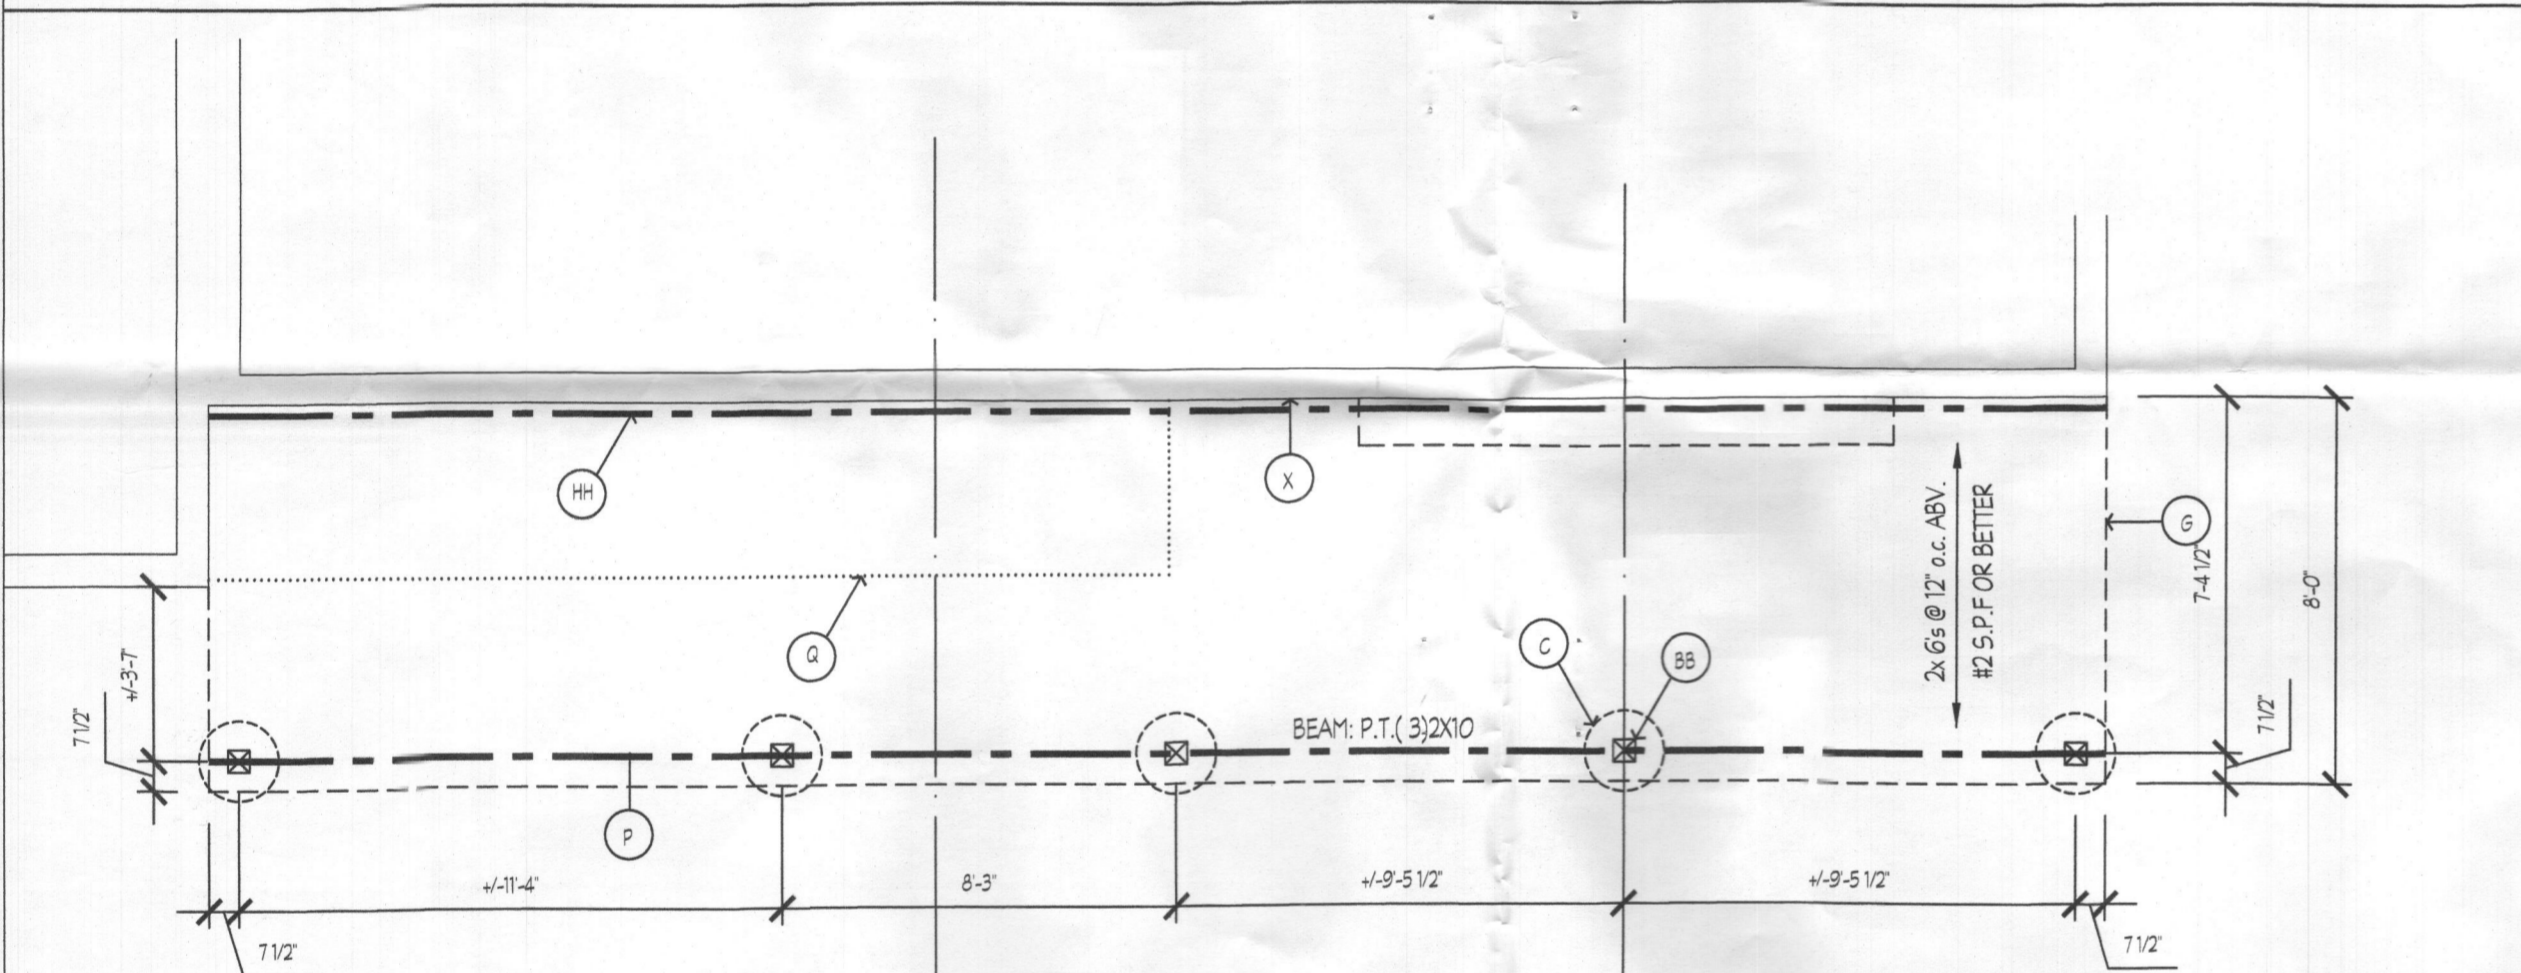 HH
X
G
2x 6's @ 12" o.c. ABV.
#2 S.P.F OR BETTER
7'-4 1/2"
8'-0"
+/-3'-7"
7 1/2"
Q
C
BB
7 1/2"
BEAM: P.T.( 3)2X10
P
+/-11'-4"
8'-3"
+/-9'-5 1/2"
+/-9'-5 1/2"
7 1/2"
7 1/2"